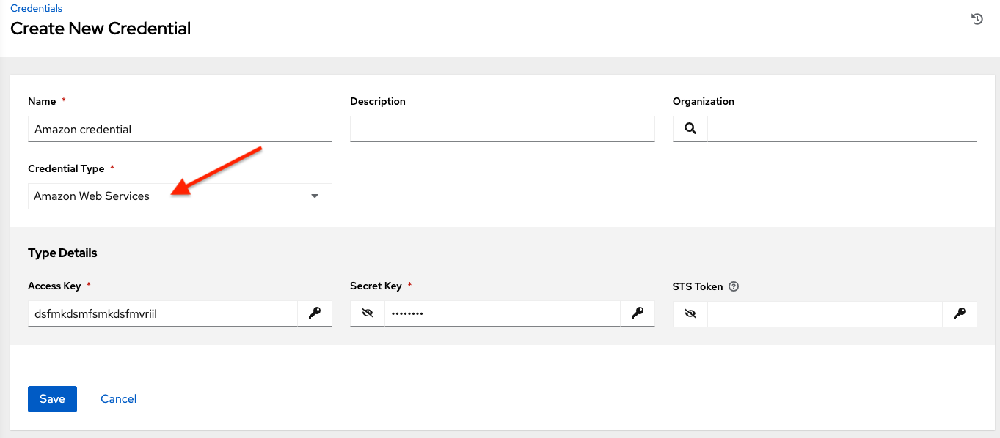 Credentials
Create New Credential
Name *
Description
Organization
Amazon credential
Credential Type *
Amazon Web Services
Type Details
Access Key *
Secret Key *
STS Token
dsfmkdsmfsmkdsfmvriil
••••••••
Save
Cancel